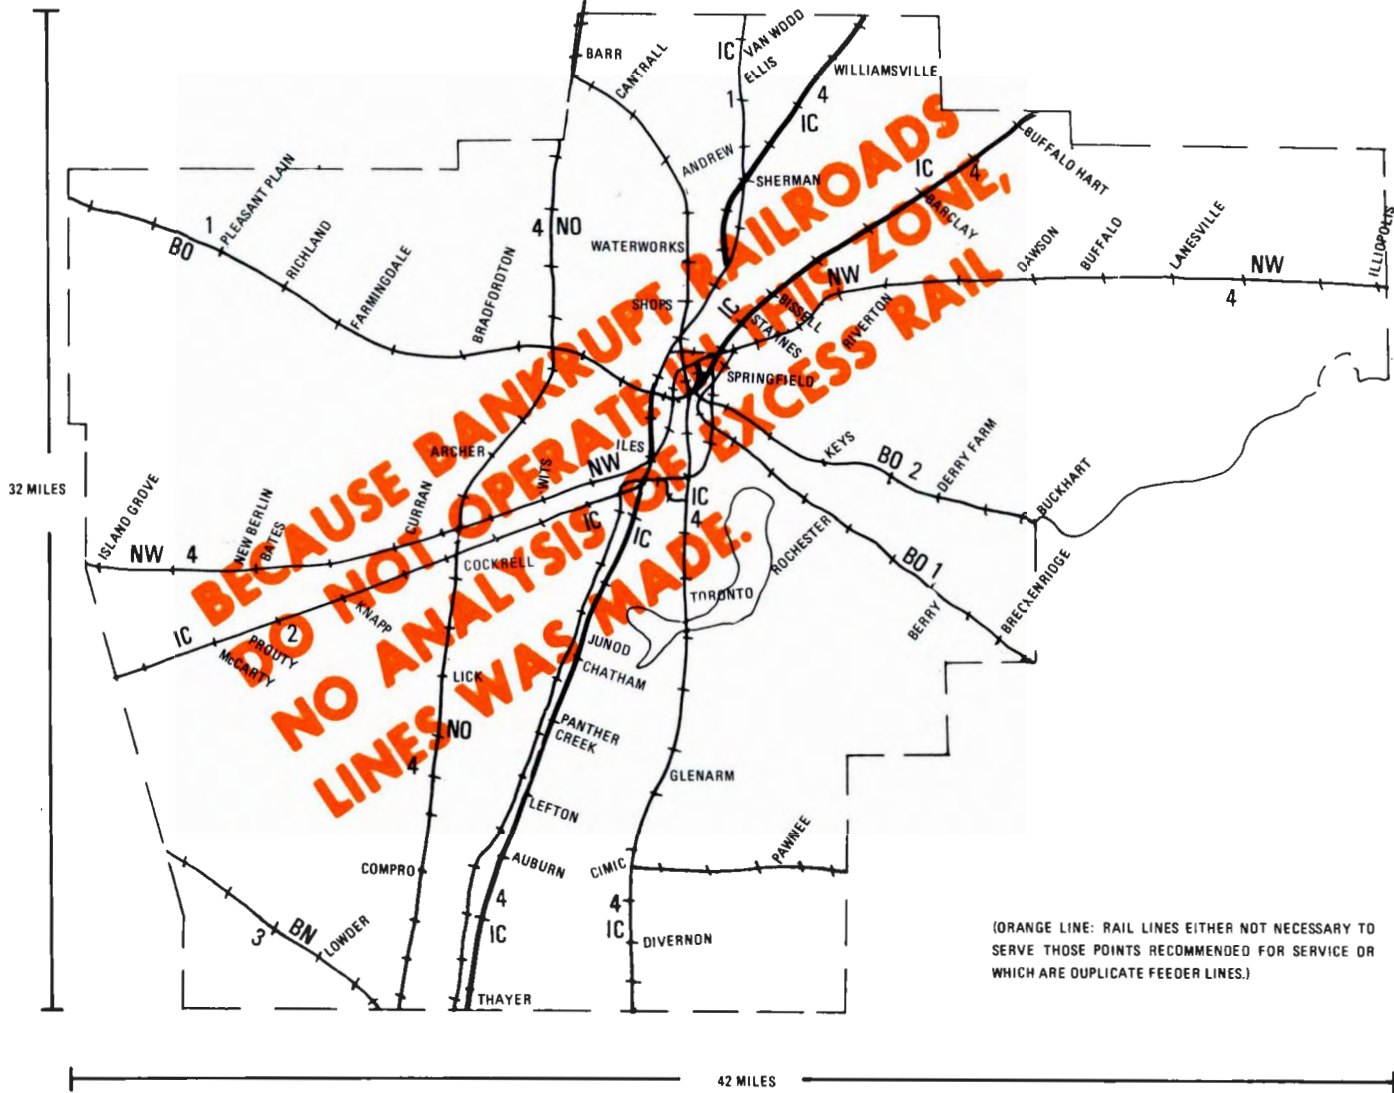 BARR
CANTRALL
IC
VAN WOOD
ELLIS
1
WILLIAMSVILLE
4
IC
ANDREW
SHERMAN
BUFFALO HART
IC
4
BARCLAY
PLEASANT PLAIN
1
BO
RICHLAND
FARMINGDALE
BRADFORDTON
4 NO
WATERWORKS
SHOPS
IC
STARNES
BISSELL
NW
RIVERTON
DAWSON
BUFFALO
LANESVILLE
NW
4
ILLIOPOLIS
SPRINGFIELD
BECAUSE BANKRUPT RAILROADS
DO NOT OPERATE IN THIS ZONE,
NO ANALYSIS OF EXCESS RAIL
LINES WAS MADE.
32 MILES
ARCHER
ILES
NW
WITS
CURRAN
ISLAND GROVE
NW 4
NEW BERLIN
BATES
KEYS
BO 2
DERRY FARM
BUCKHART
IC
4
IC
IC
ROCHESTER
BO 1
BERRY
BRECKENRIDGE
COCKRELL
KNAPP
IC
2
PROUTY
McCARTY
TORONTO
JUNOD
CHATHAM
LICK
NO
4
PANTHER
CREEK
GLENARM
LEFTON
AUBURN
COMPRO
CIMIC
PAWNEE
4
IC
4
IC
DIVERNON
3
BN
LOWDER
THAYER
(ORANGE LINE: RAIL LINES EITHER NOT NECESSARY TO
SERVE THOSE POINTS RECOMMENDED FOR SERVICE OR
WHICH ARE DUPLICATE FEEDER LINES.)
42 MILES